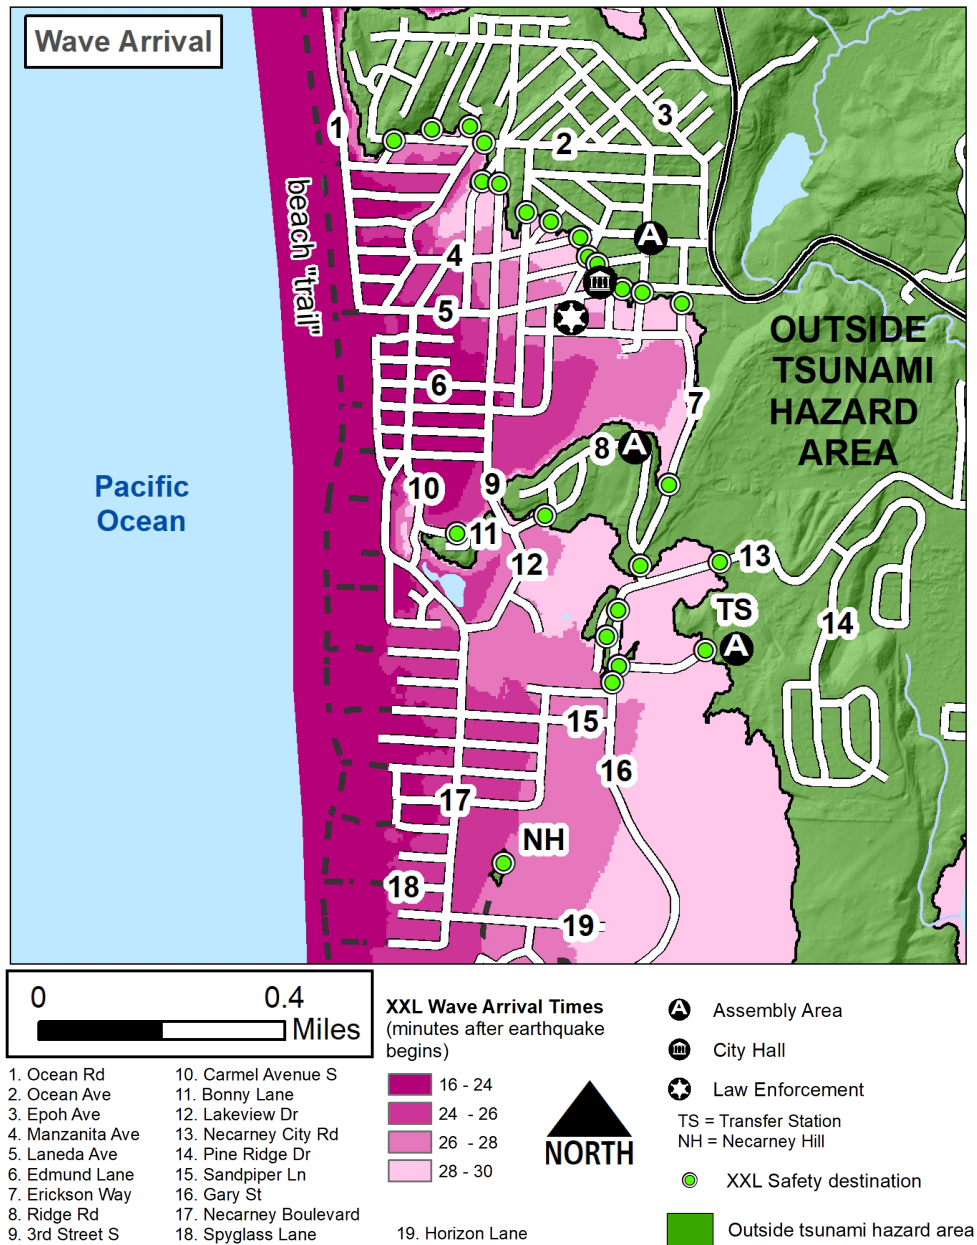 Wave Arrival
1
2
3
beach "trail"
A
4
5
OUTSIDE
TSUNAMI
HAZARD
AREA
6
7
8
A
Pacific
Ocean
9
10
11
12
13
TS
A
14
15
16
17
NH
18
19
0 0.4
Miles
XXL Wave Arrival Times
(minutes after earthquake
begins)
16 - 24
24 - 26
26 - 28
28 - 30
NORTH
A Assembly Area
City Hall
Law Enforcement
TS = Transfer Station
NH = Necarney Hill
XXL Safety destination
Outside tsunami hazard area
1. Ocean Rd
2. Ocean Ave
3. Epoh Ave
4. Manzanita Ave
5. Laneda Ave
6. Edmund Lane
7. Erickson Way
8. Ridge Rd
9. 3rd Street S
10. Carmel Avenue S
11. Bonny Lane
12. Lakeview Dr
13. Necarney City Rd
14. Pine Ridge Dr
15. Sandpiper Ln
16. Gary St
17. Necarney Boulevard
18. Spyglass Lane
19. Horizon Lane